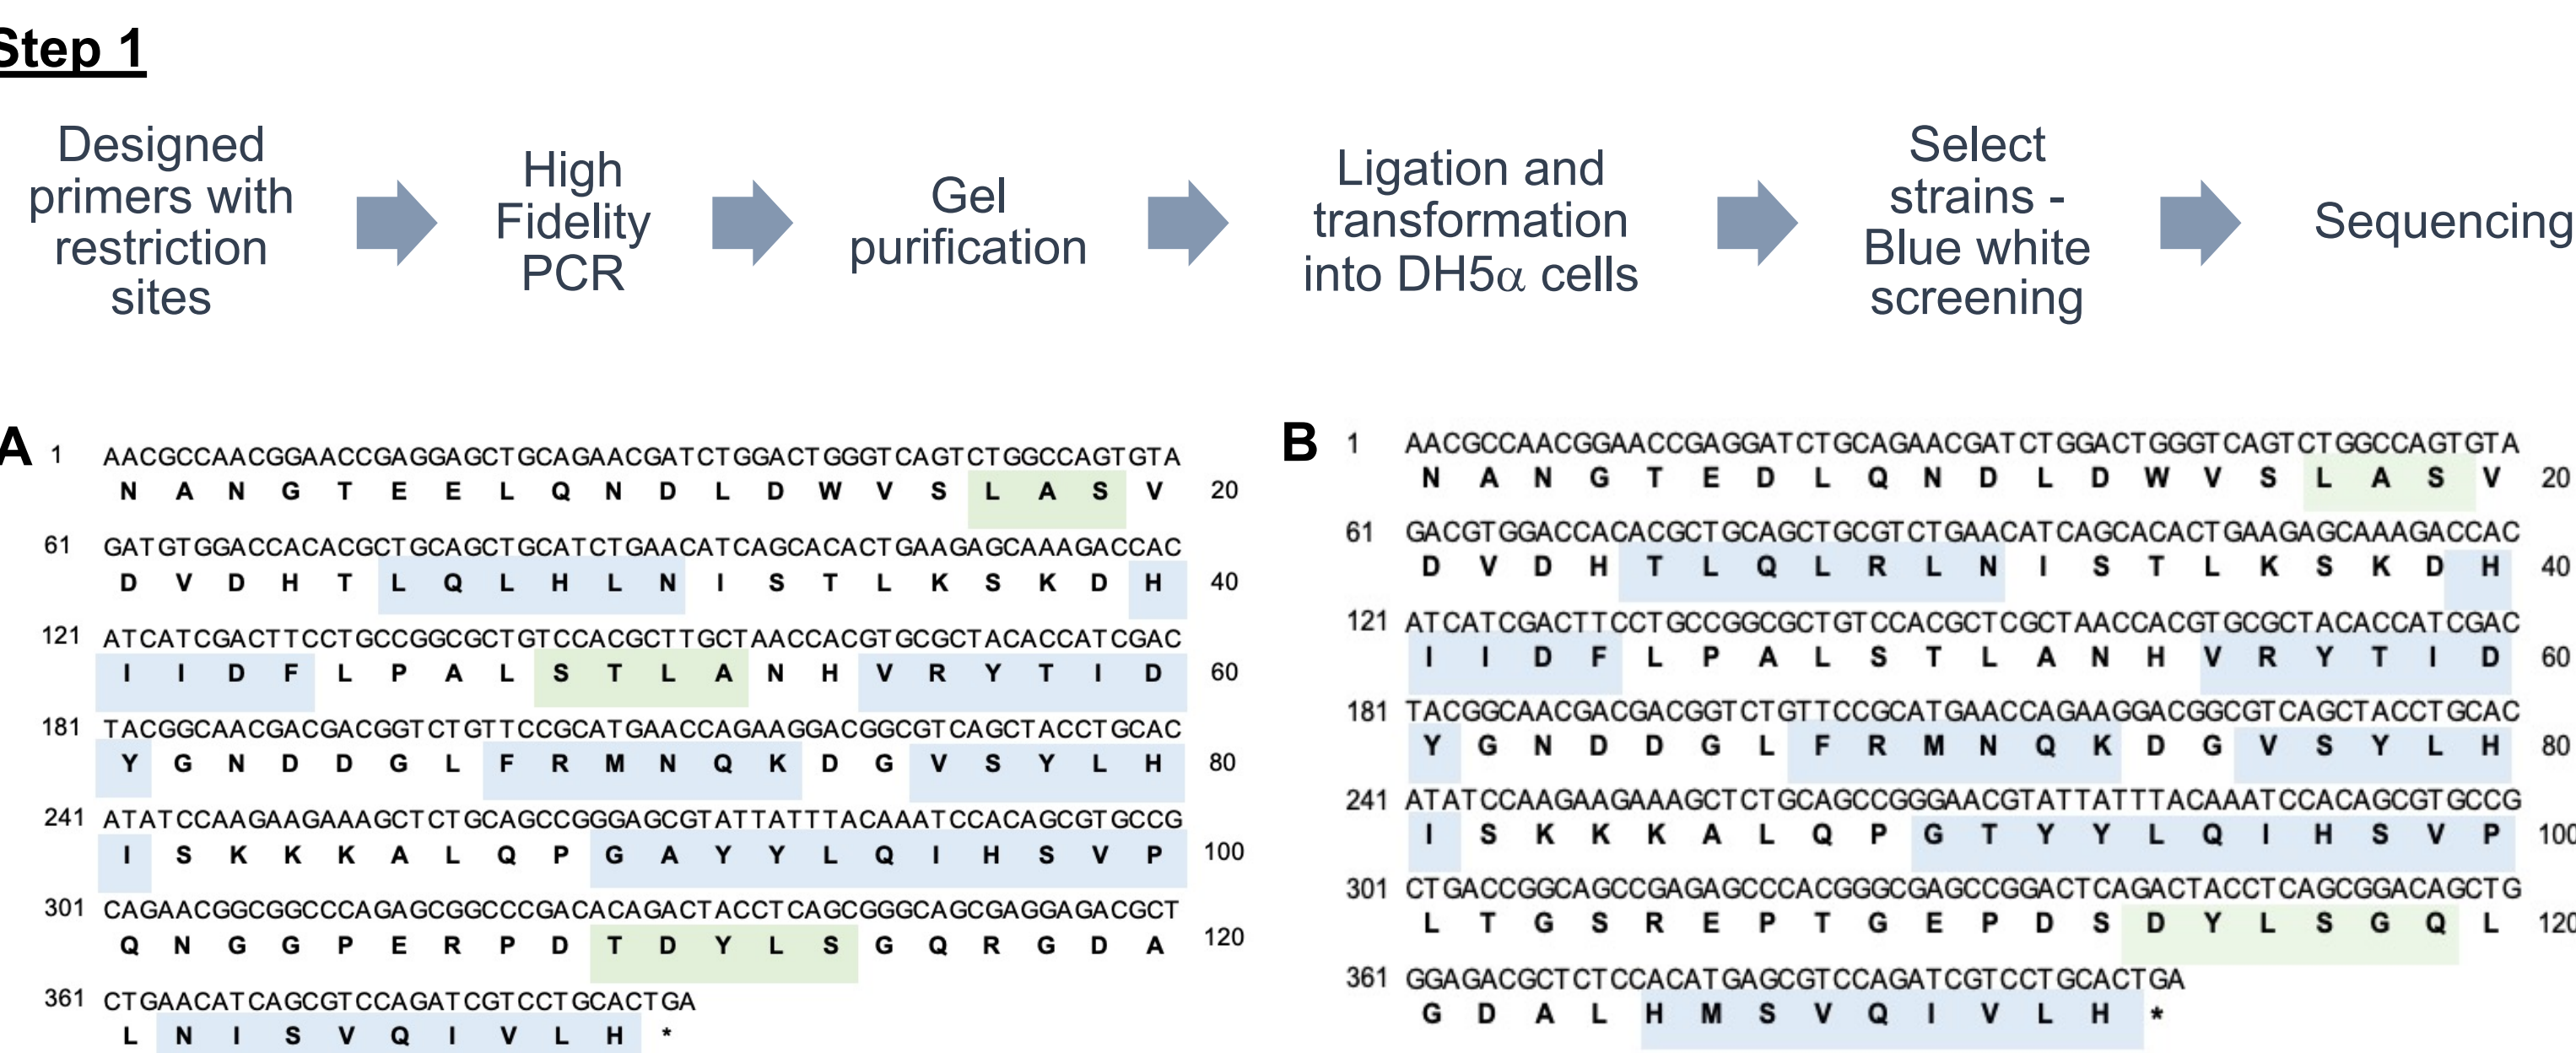 Step 1
Designed
primers with
restriction
sites
High
Fidelity
PCR
Gel
purification
Ligation and
transformation
into DH5α cells
Select
strains -
Blue white
screening
Sequencing
A
1 AACGCCAACGGAACCGAGGAGCTGCAGAACGATCTGGACTGGGTCAGTCTGGCCAGTGTA
N A N G T E E L Q N D L D W V S L A S V 20
61 GATGTGGACCACACGCTGCAGCTGCATCTGAACATCAGCACACTGAAGAGCAAAGACCAC
D V D H T L Q L H L N I S T L K S K D H 40
121 ATCATCGACTTCCTGCCGGCGCTGTCCACGCTTGCTAACCACGTGCGCTACACCATCGAC
I I D F L P A L S T L A N H V R Y T I D 60
181 TACGGCAACGACGACGGTCTGTTCCGCATGAACCAGAAGGACGGCGTCAGCTACCTGCAC
Y G N D D G L F R M N Q K D G V S Y L H 80
241 ATATCCAAGAAGAAAGCTCTGCAGCCGGGAGCGTATTATTTACAAATCCACAGCGTGCCG
I S K K K A L Q P G A Y Y L Q I H S V P 100
301 CAGAACGGCGGCCCAGAGCGGCCCGACACAGACTACCTCAGCGGGCAGCGAGGAGACGCT
Q N G G P E R P D T D Y L S G Q R G D A 120
361 CTGAACATCAGCGTCCAGATCGTCCTGCACTGA
L N I S V Q I V L H *
B
1 AACGCCAACGGAACCGAGGATCTGCAGAACGATCTGGACTGGGTCAGTCTGGCCAGTGTA
N A N G T E D L Q N D L D W V S L A S V 20
61 GACGTGGACCACACGCTGCAGCTGCGTCTGAACATCAGCACACTGAAGAGCAAAGACCAC
D V D H T L Q L R L N I S T L K S K D H 40
121 ATCATCGACTTCCTGCCGGCGCTGTCCACGCTCGCTAACCACGTGCGCTACACCATCGAC
I I D F L P A L S T L A N H V R Y T I D 60
181 TACGGCAACGACGACGGTCTGTTCCGCATGAACCAGAAGGACGGCGTCAGCTACCTGCAC
Y G N D D G L F R M N Q K D G V S Y L H 80
241 ATATCCAAGAAGAAAGCTCTGCAGCCGGGAACGTATTATTTACAAATCCACAGCGTGCCG
I S K K K A L Q P G T Y Y L Q I H S V P 100
301 CTGACCGGCAGCCGAGAGCCCACGGGCGAGCCGGACTCAGACTACCTCAGCGGACAGCTG
L T G S R E P T G E P D S D Y L S G Q L 120
361 GGAGACGCTCTCCACATGAGCGTCCAGATCGTCCTGCACTGA
G D A L H M S V Q I V L H *